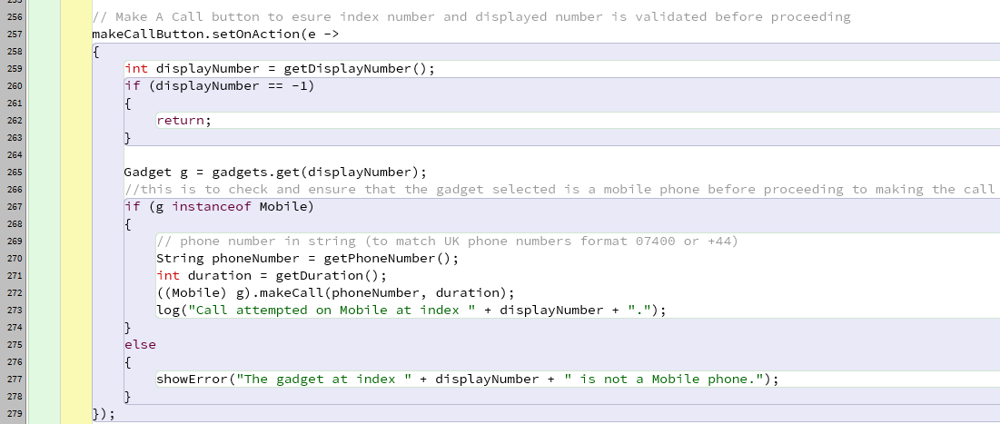 255
256 // Make A Call button to esure index number and displayed number is validated before proceeding
257 makeCallButton.setOnAction(e ->
258 {
259 int displayNumber = getDisplayNumber();
260 if (displayNumber == -1)
261 {
262 return;
263 }
264
265 Gadget g = gadgets.get(displayNumber);
266 //this is to check and ensure that the gadget selected is a mobile phone before proceeding to making the call
267 if (g instanceof Mobile)
268 {
269 // phone number in string (to match UK phone numbers format 07400 or +44)
270 String phoneNumber = getPhoneNumber();
271 int duration = getDuration();
272 ((Mobile) g).makeCall(phoneNumber, duration);
273 log("Call attempted on Mobile at index " + displayNumber + ".");
274 }
275 else
276 {
277 showError("The gadget at index " + displayNumber + " is not a Mobile phone.");
278 }
279 });